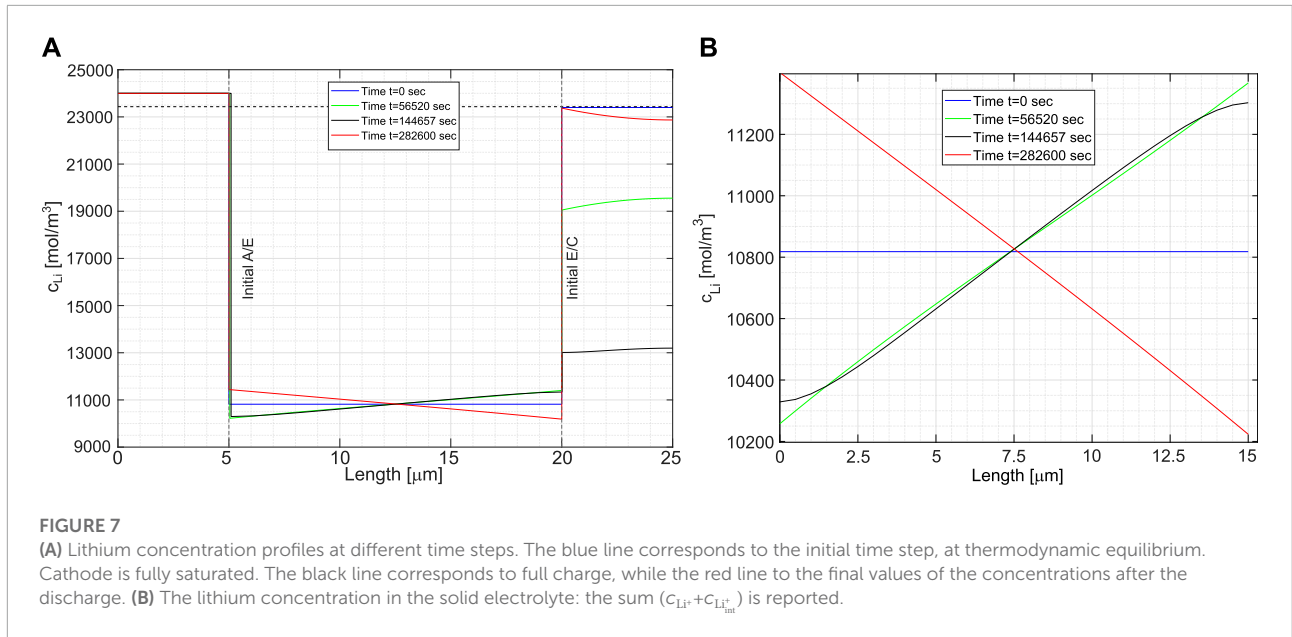 A
25000
23000
21000
19000
17000
15000
13000
11000
9000
c_Li [mol/m³]
Time t=0 sec
Time t=56520 sec
Time t=144657 sec
Time t=282600 sec
Initial A/E
Initial E/C
0 5 10 15 20 25
Length [μm]
B
11200
11000
10800
10600
10400
10200
c_Li [mol/m³]
Time t=0 sec
Time t=56520 sec
Time t=144657 sec
Time t=282600 sec
0 2.5 5 7.5 10 12.5 15
Length [μm]
FIGURE 7
(A) Lithium concentration profiles at different time steps. The blue line corresponds to the initial time step, at thermodynamic equilibrium.
Cathode is fully saturated. The black line corresponds to full charge, while the red line to the final values of the concentrations after the
discharge. (B) The lithium concentration in the solid electrolyte: the sum (c_Li⁺+c_Li⁺_int) is reported.